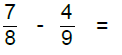 7/8 - 4/9 =